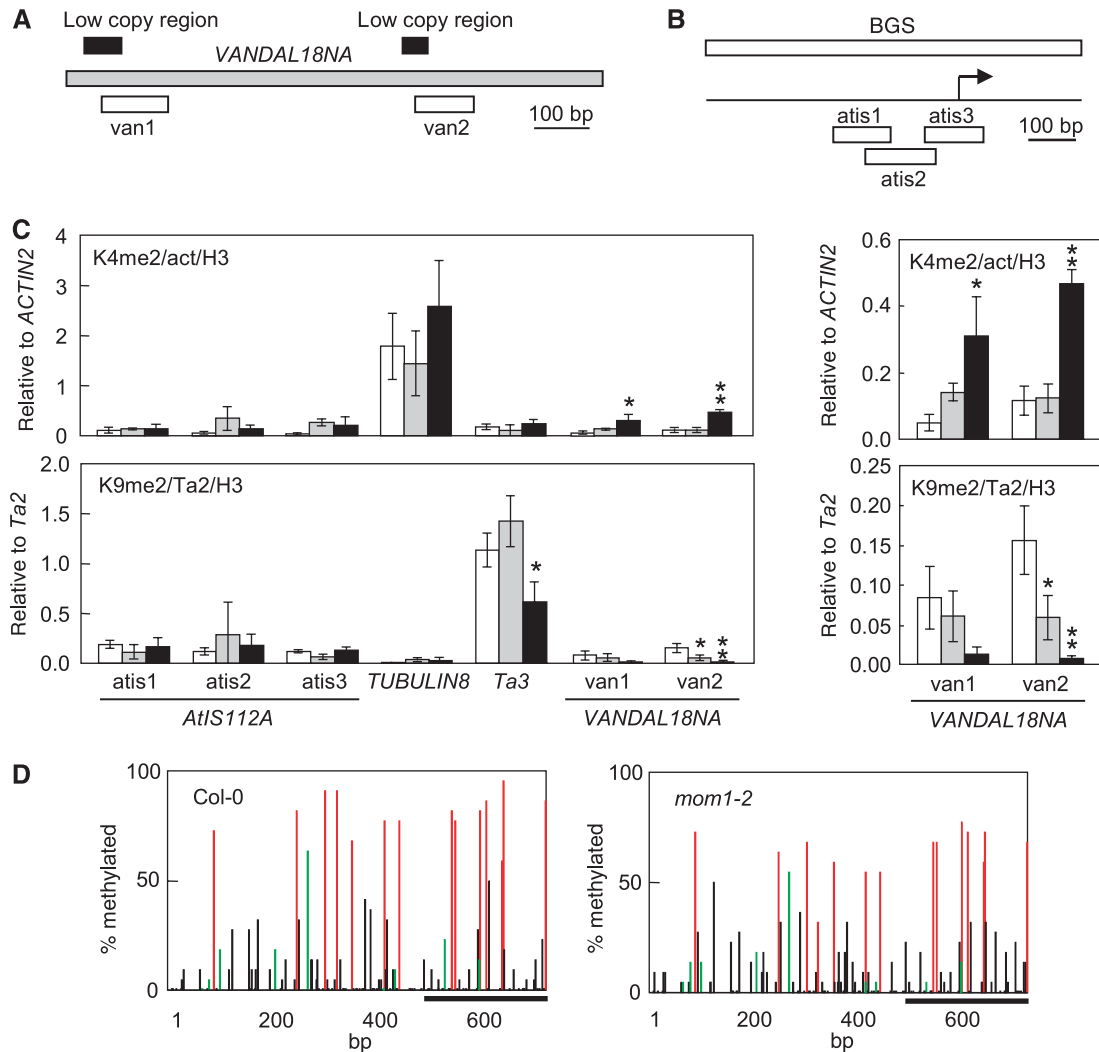 A
Low copy region Low copy region
VANDAL18NA
van1 van2 100 bp
B
BGS
atis1 atis3 100 bp
atis2
C
K4me2/act/H3
Relative to ACTIN2
4
3
2
1
0
* **
K9me2/Ta2/H3
Relative to Ta2
2.0
1.5
1.0
0.5
0.0
* * **
atis1 atis2 atis3 TUBULIN8 Ta3 van1 van2
AtIS112A VANDAL18NA
K4me2/act/H3
Relative to ACTIN2
0.6
0.4
0.2
0.0
* **
K9me2/Ta2/H3
Relative to Ta2
0.25
0.20
0.15
0.10
0.05
0.00
* **
van1 van2
VANDAL18NA
D
Col-0
% methylated
100
50
0
1 200 400 600
bp
mom1-2
% methylated
100
50
0
1 200 400 600
bp